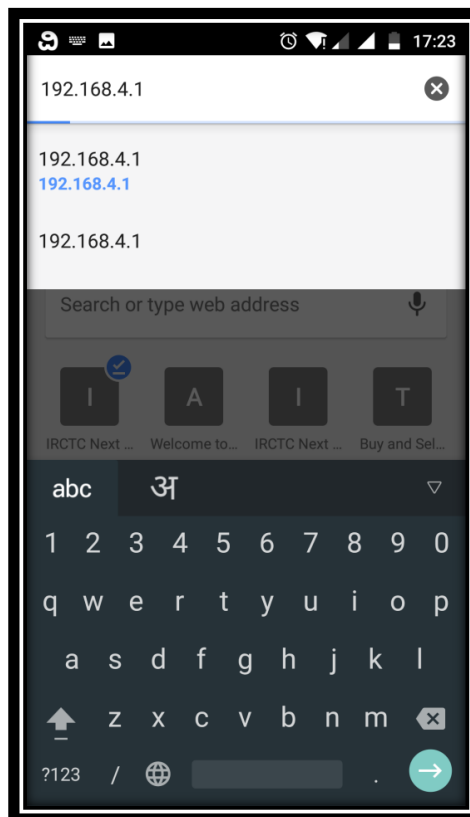 17:23
192.168.4.1
192.168.4.1
192.168.4.1
192.168.4.1
Search or type web address
I A I T
IRCTC Next ... Welcome to... IRCTC Next ... Buy and Sel...
abc अ
1 2 3 4 5 6 7 8 9 0
q w e r t y u i o p
a s d f g h j k l
z x c v b n m
?123 / .